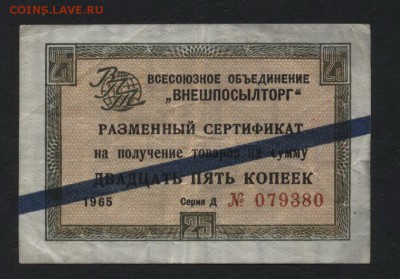 COINS.LAVE.RU
25 25
ВПТ
ВСЕСОЮЗНОЕ ОБЪЕДИНЕНИЕ
„ВНЕШПОСЫЛТОРГ"
РАЗМЕННЫЙ СЕРТИФИКАТ
на получение товаров на сумму
ДВАДЦАТЬ ПЯТЬ КОПЕЕК
1965 Серия Д № 079380
25